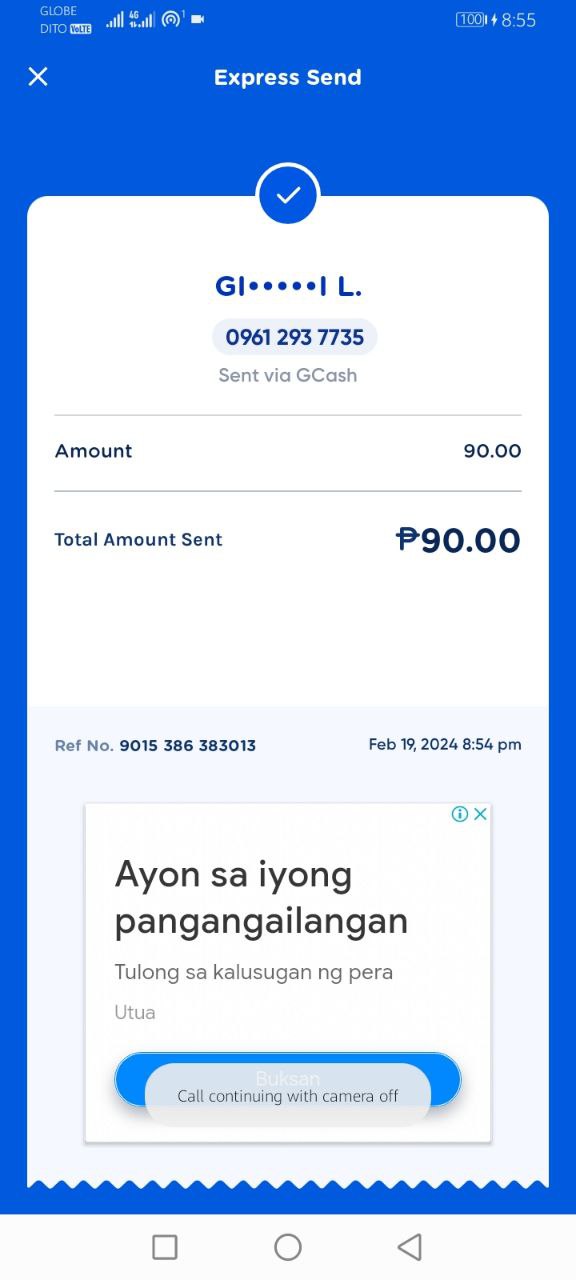 GLOBE
DITO VoLTE
4G
1
100
8:55
Express Send
GI•••••I L.
0961 293 7735
Sent via GCash
Amount 90.00
Total Amount Sent ₱90.00
Ref No. 9015 386 383013 Feb 19, 2024 8:54 pm
Ayon sa iyong
pangangailangan
Tulong sa kalusugan ng pera
Utua
Buksan
Call continuing with camera off